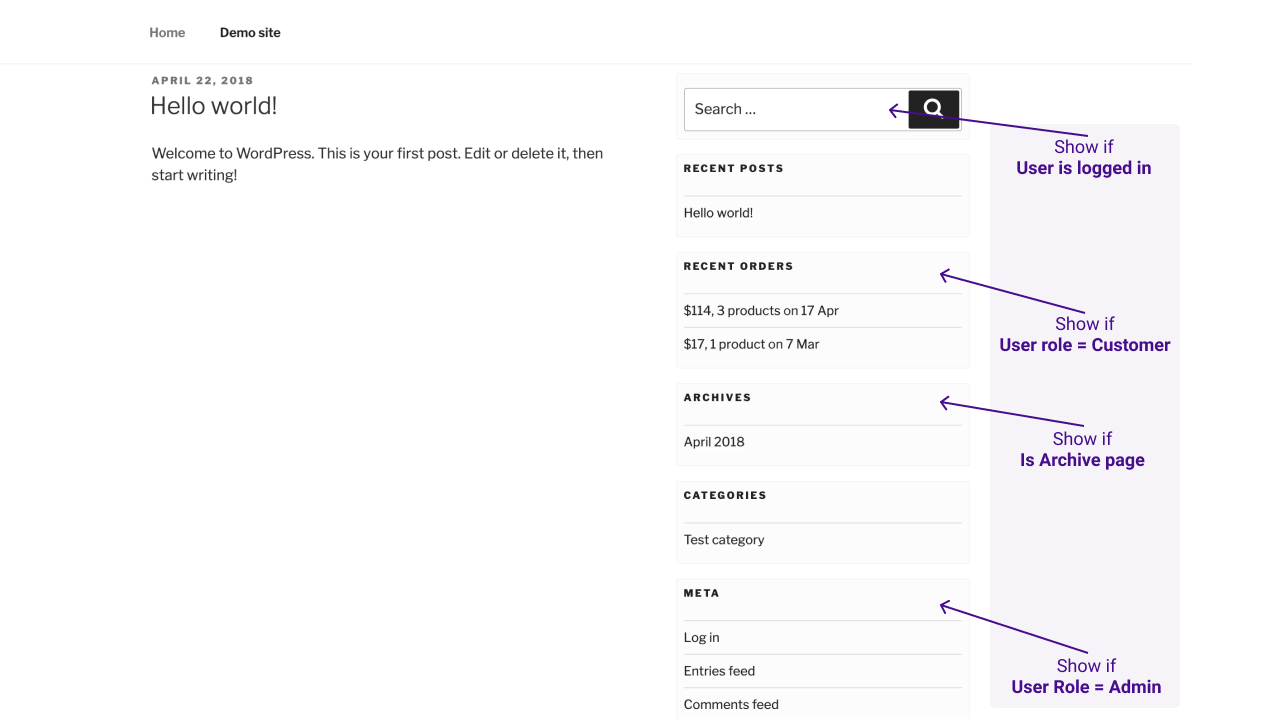 Home Demo site
APRIL 22, 2018
Hello world!
Welcome to WordPress. This is your first post. Edit or delete it, then
start writing!
Search …
RECENT POSTS
Hello world!
RECENT ORDERS
$114, 3 products on 17 Apr
$17, 1 product on 7 Mar
ARCHIVES
April 2018
CATEGORIES
Test category
META
Log in
Entries feed
Comments feed
Show if
User is logged in
Show if
User role = Customer
Show if
Is Archive page
Show if
User Role = Admin